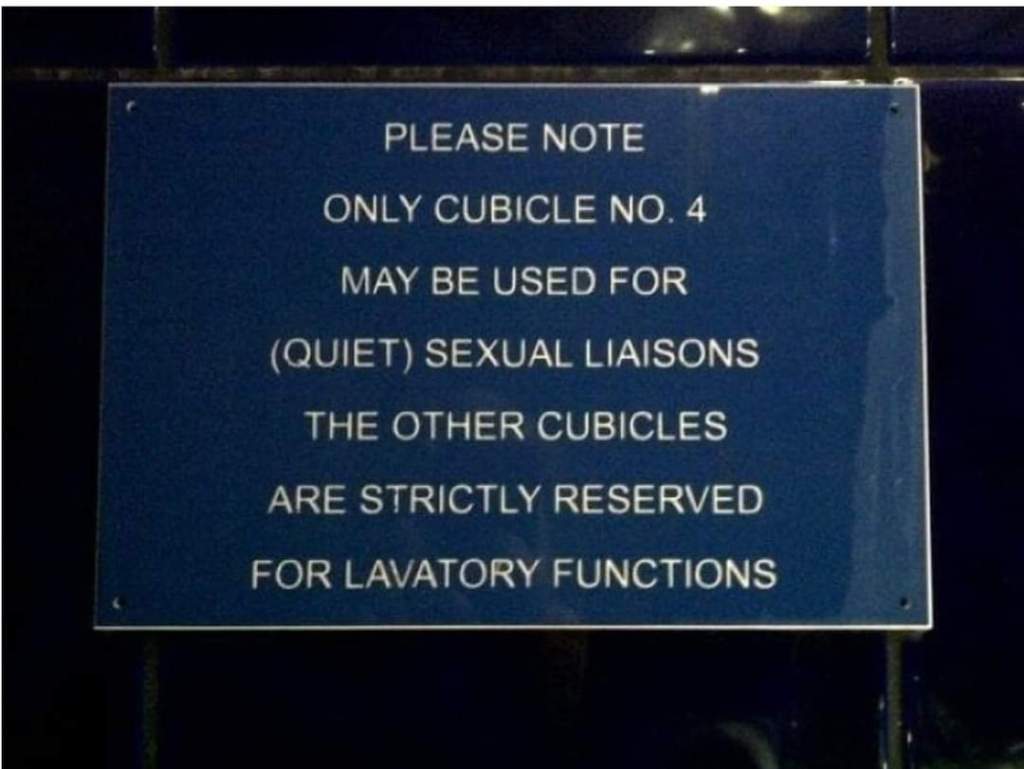 PLEASE NOTE
ONLY CUBICLE NO. 4
MAY BE USED FOR
(QUIET) SEXUAL LIAISONS
THE OTHER CUBICLES
ARE STRICTLY RESERVED
FOR LAVATORY FUNCTIONS